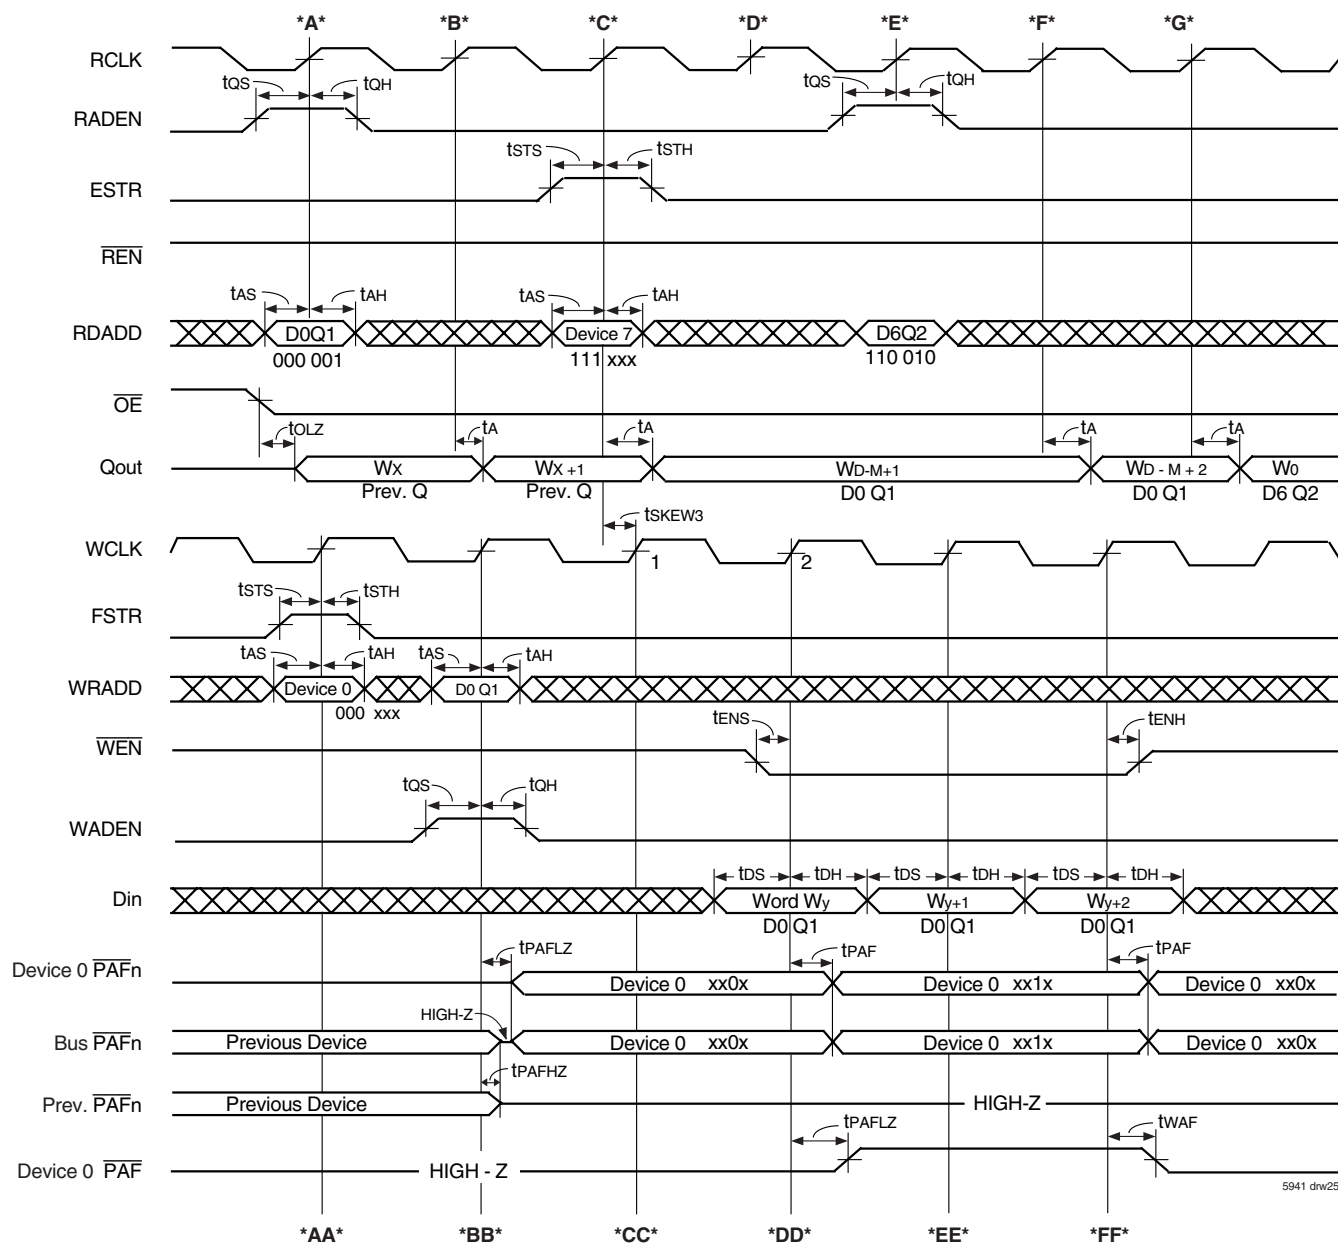 *A* *B* *C* *D* *E* *F* *G*
RCLK
tQS tQH tQS tQH
RADEN
tSTS tSTH
ESTR
REN
tAS tAH tAS tAH
RDADD D0Q1 Device 7 D6Q2
000 001 111 xxx 110 010
OE
tOLZ tA tA tA tA
Qout WX WX +1 WD-M+1 WD - M + 2 W0
Prev. Q Prev. Q D0 Q1 D0 Q1 D6 Q2
tSKEW3
WCLK 1 2
tSTS tSTH
FSTR
tAS tAH tAS tAH
WRADD Device 0 D0 Q1
000 xxx
tENS tENH
WEN
tQS tQH
WADEN
tDS tDH tDS tDH tDS tDH
Din Word Wy Wy+1 Wy+2
D0 Q1 D0 Q1 D0 Q1
tPAFLZ tPAF tPAF
Device 0 PAFn Device 0 xx0x Device 0 xx1x Device 0 xx0x
HIGH-Z
Bus PAFn Previous Device Device 0 xx0x Device 0 xx1x Device 0 xx0x
tPAFHZ
Prev. PAFn Previous Device HIGH-Z
tPAFLZ tWAF
Device 0 PAF HIGH - Z
5941 drw25
*AA* *BB* *CC* *DD* *EE* *FF*